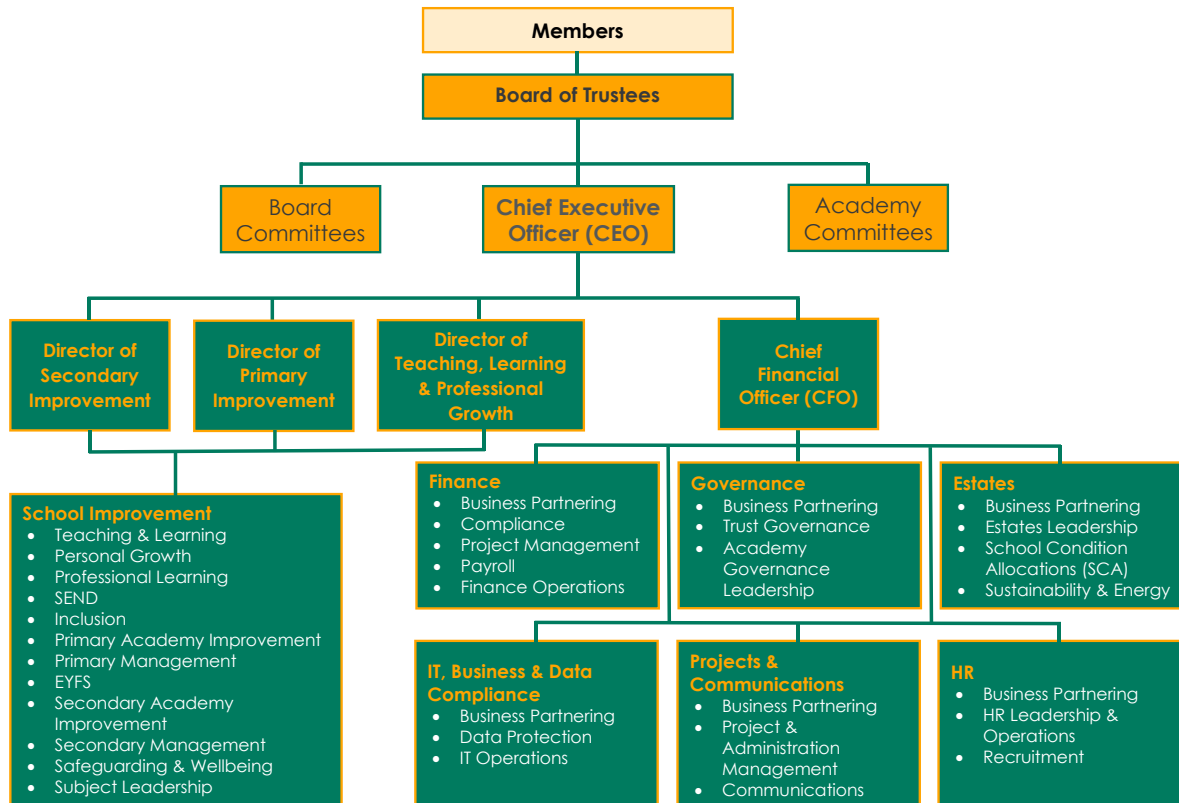 Members
Board of Trustees
Board
Committees
Chief Executive
Officer (CEO)
Academy
Committees
Director of
Secondary
Improvement
Director of
Primary
Improvement
Director of
Teaching, Learning
& Professional
Growth
Chief
Financial
Officer (CFO)
School Improvement
• Teaching & Learning
• Personal Growth
• Professional Learning
• SEND
• Inclusion
• Primary Academy Improvement
• Primary Management
• EYFS
• Secondary Academy
Improvement
• Secondary Management
• Safeguarding & Wellbeing
• Subject Leadership
Finance
• Business Partnering
• Compliance
• Project Management
• Payroll
• Finance Operations
Governance
• Business Partnering
• Trust Governance
• Academy
Governance
Leadership
Estates
• Business Partnering
• Estates Leadership
• School Condition
Allocations (SCA)
• Sustainability & Energy
IT, Business & Data
Compliance
• Business Partnering
• Data Protection
• IT Operations
Projects &
Communications
• Business Partnering
• Project &
Administration
Management
• Communications
HR
• Business Partnering
• HR Leadership &
Operations
• Recruitment